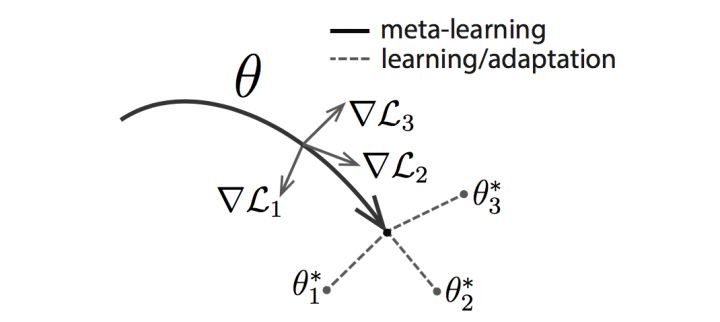 meta-learning
learning/adaptation
θ
∇ℒ₃
∇ℒ₂
∇ℒ₁
θ₃*
θ₁*
θ₂*